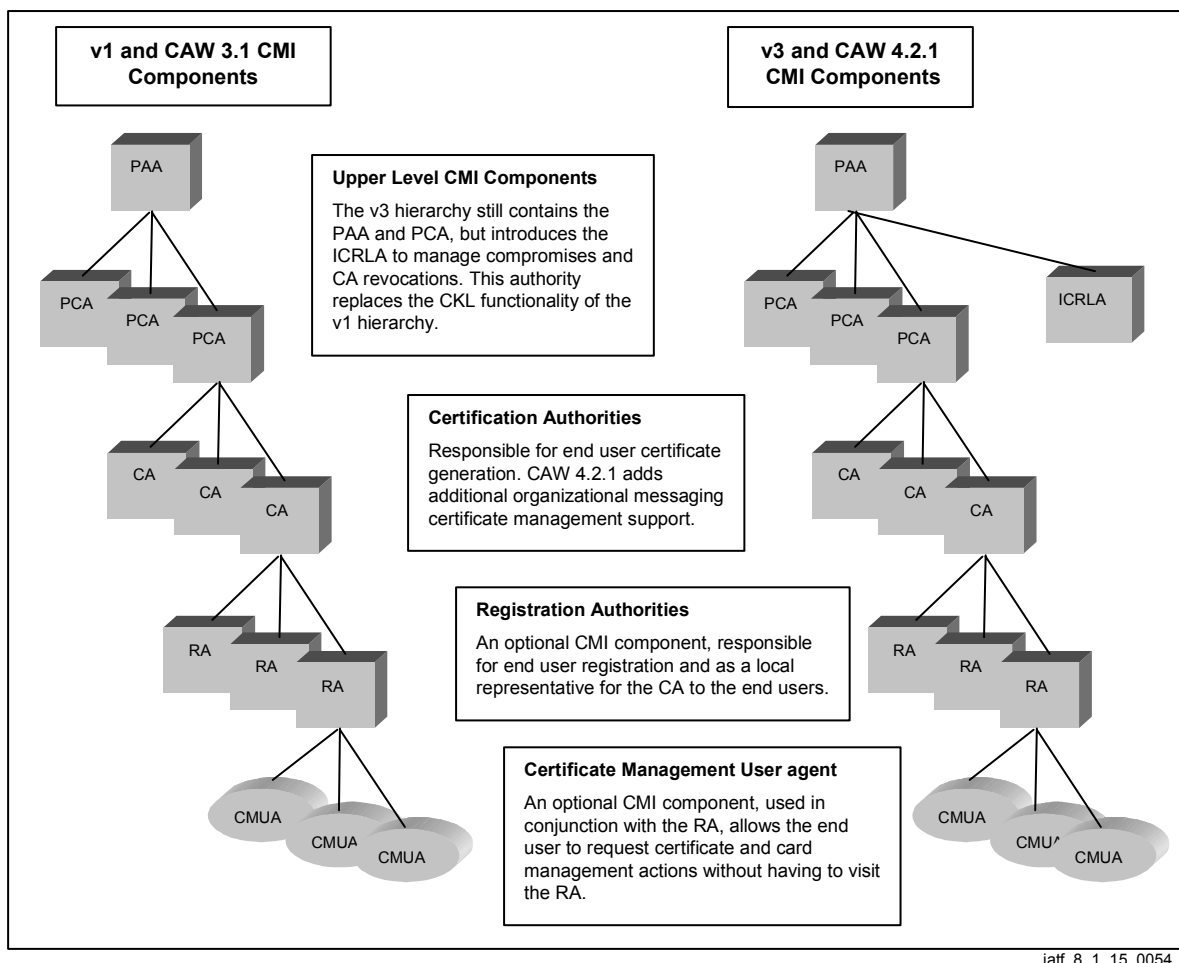 v1 and CAW 3.1 CMI
Components
v3 and CAW 4.2.1
CMI Components
PAA
PCA
PCA
PCA
CA
CA
CA
RA
RA
RA
CMUA
CMUA
CMUA
Upper Level CMI Components
The v3 hierarchy still contains the
PAA and PCA, but introduces the
ICRLA to manage compromises and
CA revocations. This authority
replaces the CKL functionality of the
v1 hierarchy.
Certification Authorities
Responsible for end user certificate
generation. CAW 4.2.1 adds
additional organizational messaging
certificate management support.
Registration Authorities
An optional CMI component, responsible
for end user registration and as a local
representative for the CA to the end users.
Certificate Management User agent
An optional CMI component, used in
conjunction with the RA, allows the end
user to request certificate and card
management actions without having to visit
the RA.
PAA
ICRLA
PCA
PCA
PCA
CA
CA
CA
RA
RA
RA
CMUA
CMUA
CMUA
iatf_8_1_15_0054